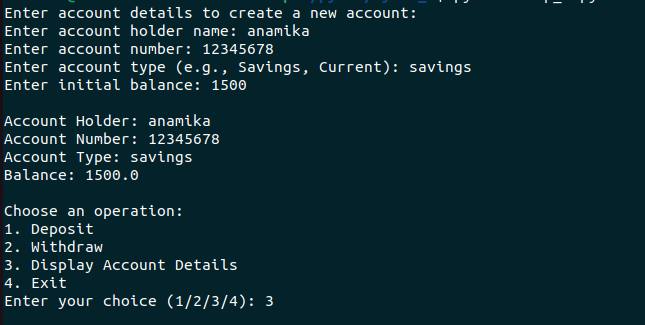 Enter account details to create a new account:
Enter account holder name: anamika
Enter account number: 12345678
Enter account type (e.g., Savings, Current): savings
Enter initial balance: 1500
Account Holder: anamika
Account Number: 12345678
Account Type: savings
Balance: 1500.0
Choose an operation:
1. Deposit
2. Withdraw
3. Display Account Details
4. Exit
Enter your choice (1/2/3/4): 3